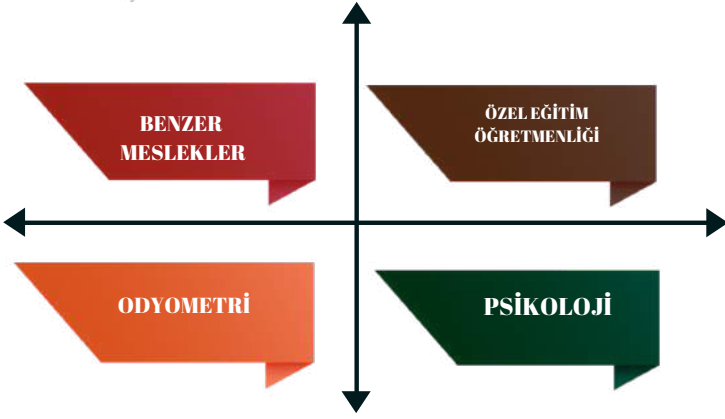 BENZER
MESLEKLER
ÖZEL EĞİTİM
ÖĞRETMENLİĞİ
ODYOMETRİ
PSİKOLOJİ